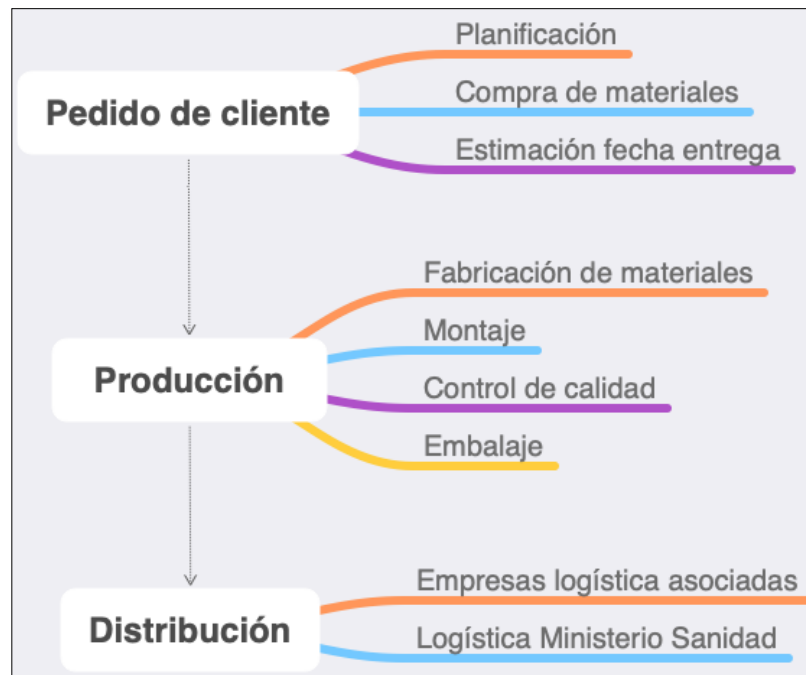 Planificación
Pedido de cliente
Compra de materiales
Estimación fecha entrega
Fabricación de materiales
Montaje
Producción
Control de calidad
Embalaje
Empresas logística asociadas
Distribución
Logística Ministerio Sanidad